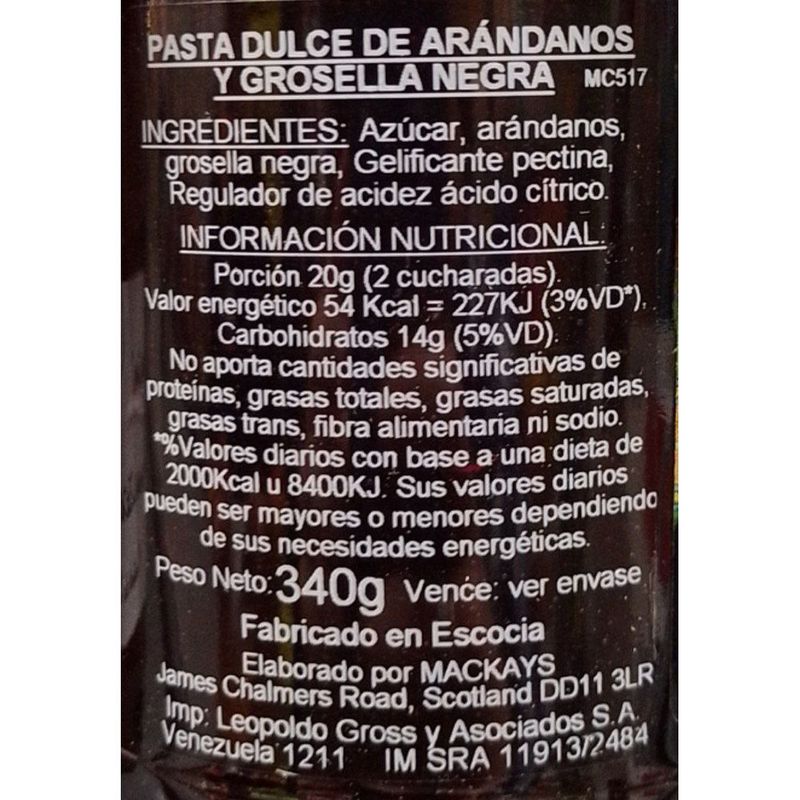 PASTA DULCE DE ARÁNDANOS
Y GROSELLA NEGRA MC517
INGREDIENTES: Azúcar, arándanos,
grosella negra, Gelificante pectina,
Regulador de acidez ácido cítrico.
INFORMACIÓN NUTRICIONAL:
Porción 20g (2 cucharadas).
Valor energético 54 Kcal = 227KJ (3%VD*),
Carbohidratos 14g (5%VD).
No aporta cantidades significativas de
proteínas, grasas totales, grasas saturadas,
grasas trans, fibra alimentaria ni sodio.
*%Valores diarios con base a una dieta de
2000Kcal u 8400KJ. Sus valores diarios
pueden ser mayores o menores dependiendo
de sus necesidades energéticas.
Peso Neto: 340g Vence: ver envase
Fabricado en Escocia
Elaborado por MACKAYS
James Chalmers Road, Scotland DD11 3LR
Imp: Leopoldo Gross y Asociados S.A.
Venezuela 1211 IM SRA 11913/2484